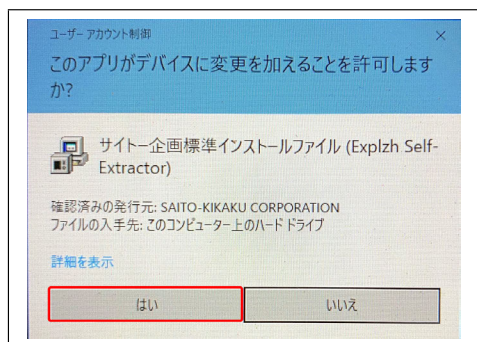 ユーザー アカウント制御
×
このアプリがデバイスに変更を加えることを許可します
か?
サイトー企画標準インストールファイル (Explzh Self-
Extractor)
確認済みの発行元: SAITO-KIKAKU CORPORATION
ファイルの入手先: このコンピューター上のハード ドライブ
詳細を表示
はい
いいえ